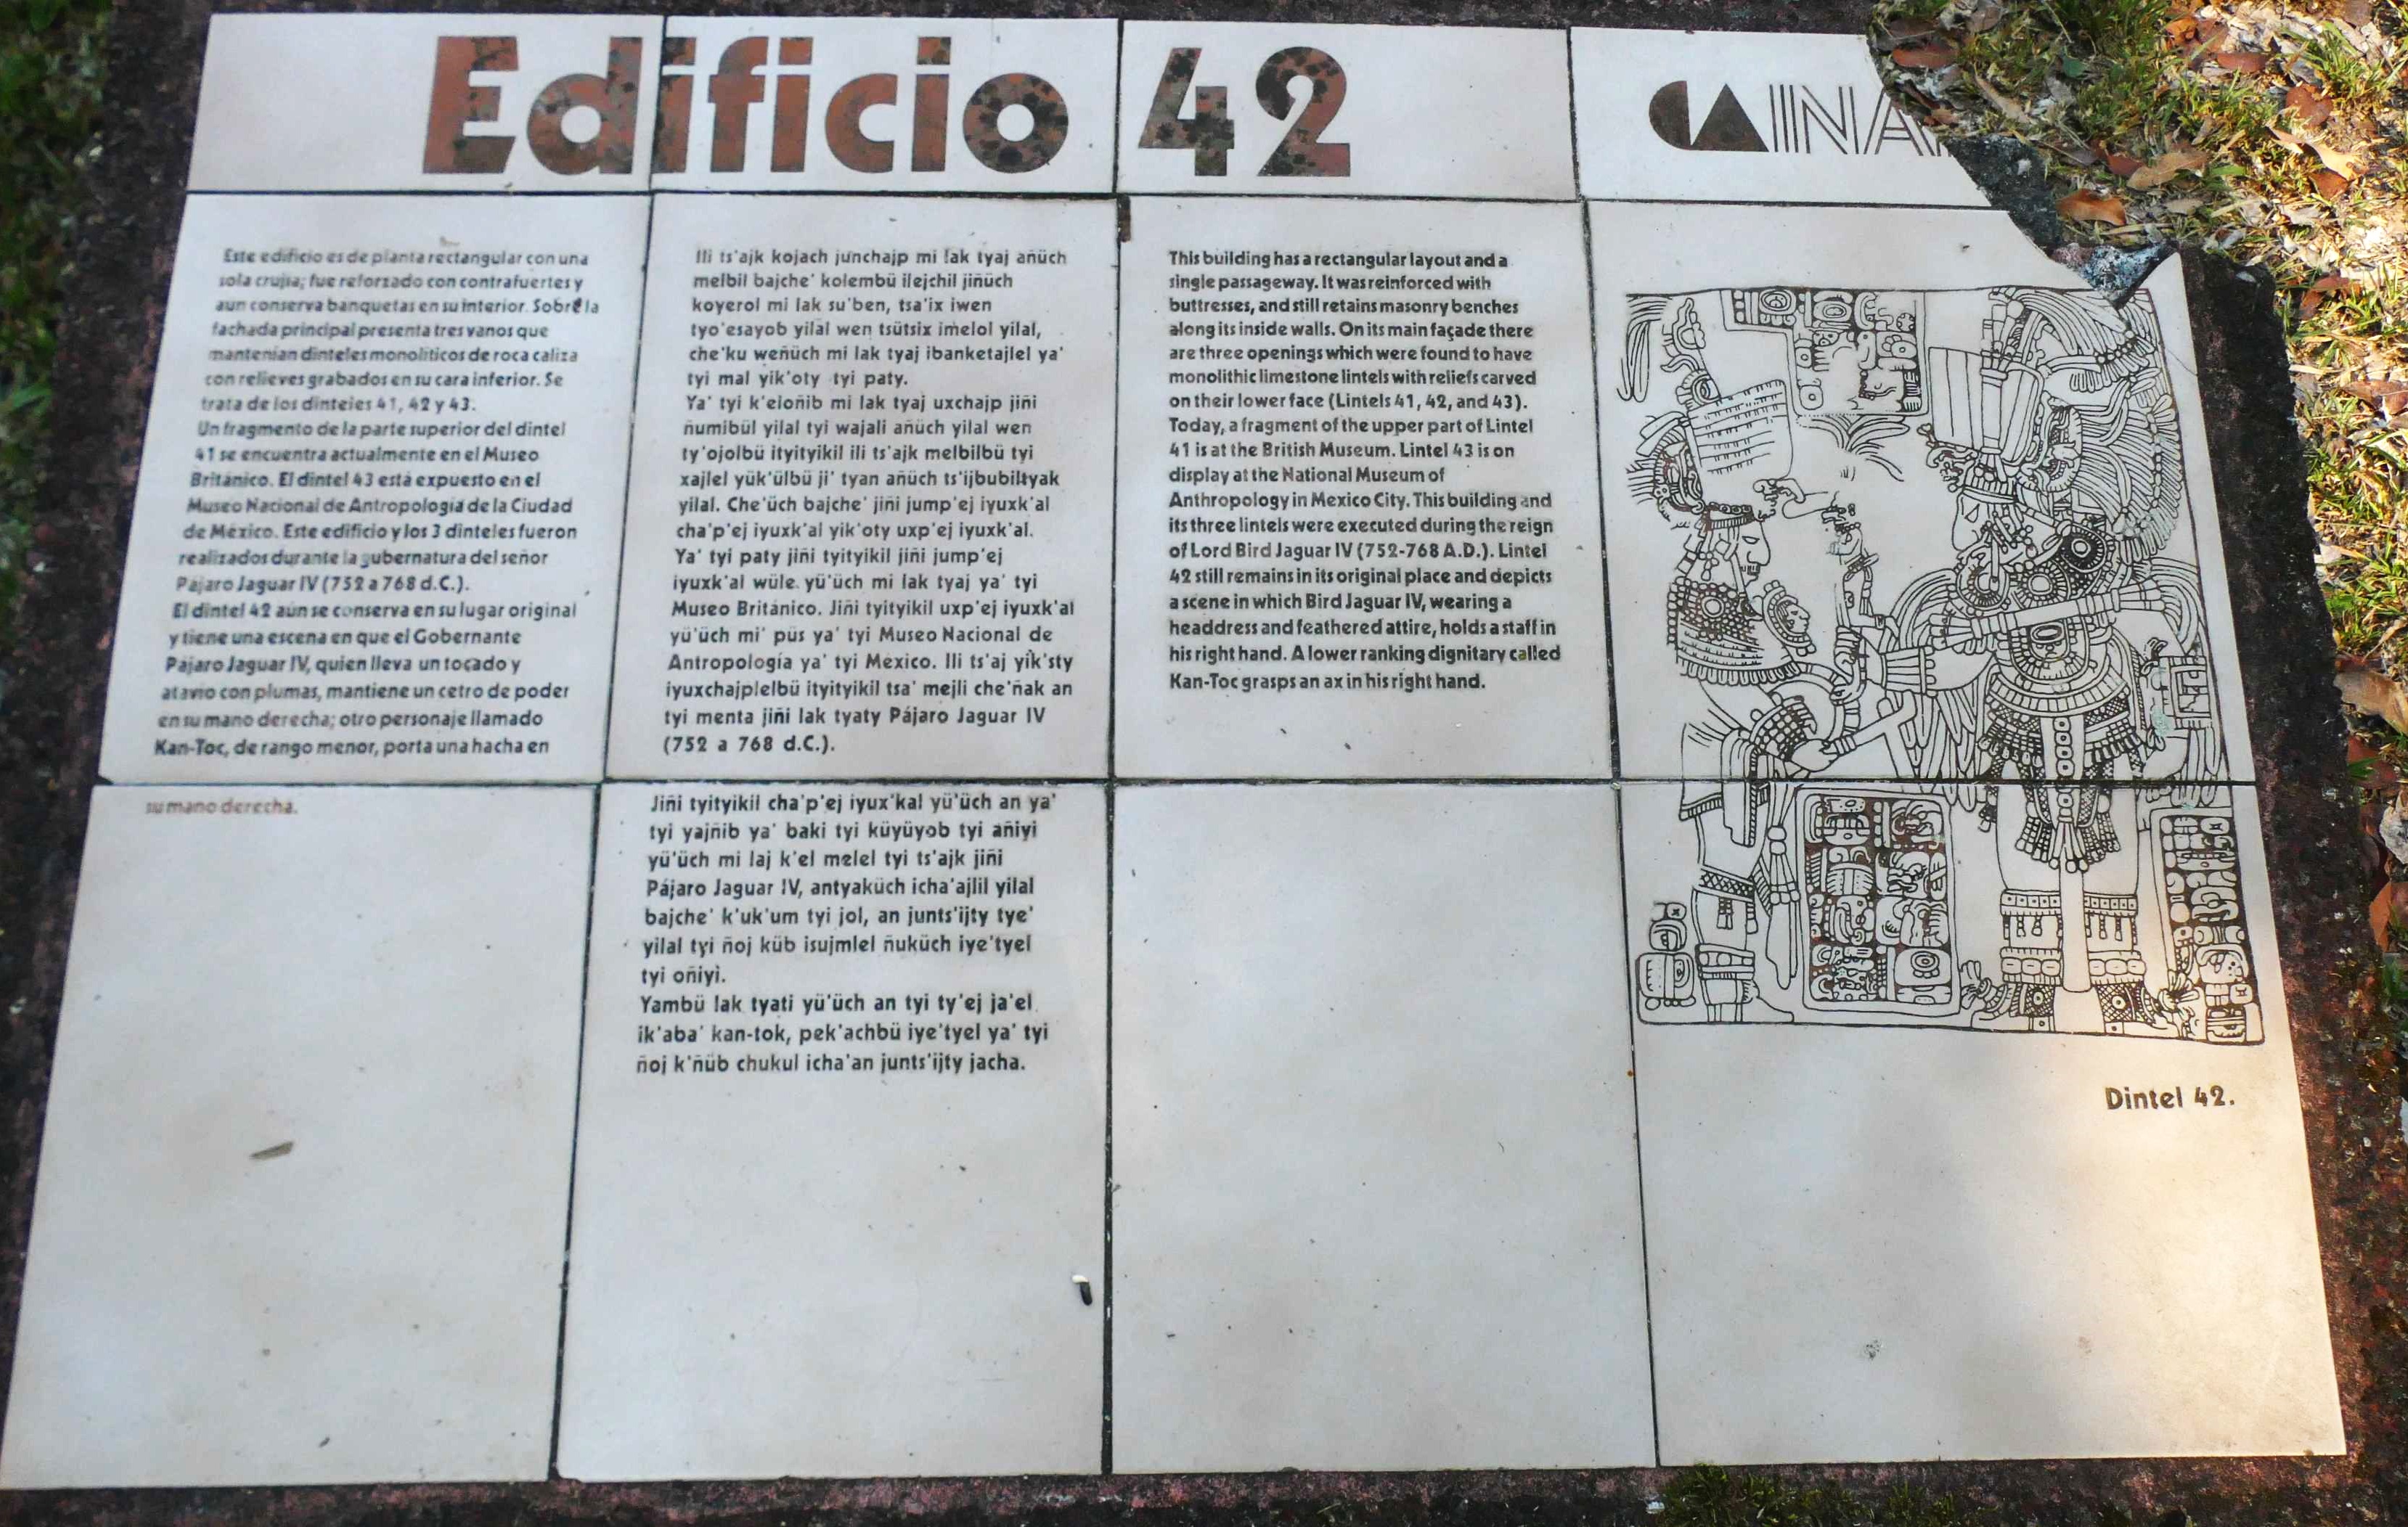 Edificio 42
CA INA
Este edificio es de planta rectangular con una
sola crujía; fue reforzado con contrafuertes y
aun conserva banquetas en su interior. Sobre la
fachada principal presenta tres vanos que
mantenían dinteles monolíticos de roca caliza
con relieves grabados en su cara inferior. Se
trata de los dinteles 41, 42 y 43.
Un fragmento de la parte superior del dintel
41 se encuentra actualmente en el Museo
Británico. El dintel 43 está expuesto en el
Museo Nacional de Antropología de la Ciudad
de México. Este edificio y los 3 dinteles fueron
realizados durante la gubernatura del señor
Pájaro Jaguar IV (752 a 768 d.C.).
El dintel 42 aún se conserva en su lugar original
y tiene una escena en que el Gobernante
Pájaro Jaguar IV, quien lleva un tocado y
atavío con plumas, mantiene un cetro de poder
en su mano derecha; otro personaje llamado
Kan-Toc, de rango menor, porta una hacha en
su mano derecha.
Ili ts'ajk kojach junchajp mi lak tyaj añüch
melbil bajche' kolembü ilejchil jiñüch
koyerol mi lak su'ben, tsa'ix iwen
tyo'esayob yilal wen tsütsix imelol yilal,
che'ku weñüch mi lak tyaj ibanketajlel ya'
tyi mal yik'oty tyi paty.
Ya' tyi k'eloñib mi lak tyaj uxchajp jiñi
ñumibül yilal tyi wajali añüch yilal wen
ty'ojolbü ityityikil ili ts'ajk melbilbü tyi
xajlel yük'ülbü ji' tyan añüch ts'ijbubiltyak
yilal. Che'üch bajche' jiñi jump'ej iyuxk'al
cha'p'ej iyuxk'al yik'oty uxp'ej iyuxk'al.
Ya' tyi paty jiñi tyityikil jiñi jump'ej
iyuxk'al wüle yü'üch mi lak tyaj ya' tyi
Museo Británico. Jiñi tyityikil uxp'ej iyuxk'al
yü'üch mi' püs ya' tyi Museo Nacional de
Antropología ya' tyi Mexico. Ili ts'aj yik'sty
iyuxchajplelbü ityityikil tsa' mejli che'ñak an
tyi menta jiñi lak tyaty Pájaro Jaguar IV
(752 a 768 d.C.).
Jiñi tyityikil cha'p'ej iyux'kal yü'üch an ya'
tyi yajñib ya' baki tyi küyüyob tyi añiyi
yü'üch mi laj k'el melel tyi ts'ajk jiñi
Pájaro Jaguar IV, antyaküch icha'ajlil yilal
bajche' k'uk'um tyi jol, an junts'ijty tye'
yilal tyi ñoj küb isujmlel ñuküch iye'tyel
tyi oñiyi.
Yambü lak tyati yü'üch an tyi ty'ej ja'el
ik'aba' kan-tok, pek'achbü iye'tyel ya' tyi
ñoj k'ñüb chukul icha'an junts'ijty jacha.
This building has a rectangular layout and a
single passageway. It was reinforced with
buttresses, and still retains masonry benches
along its inside walls. On its main façade there
are three openings which were found to have
monolithic limestone lintels with reliefs carved
on their lower face (Lintels 41, 42, and 43).
Today, a fragment of the upper part of Lintel
41 is at the British Museum. Lintel 43 is on
display at the National Museum of
Anthropology in Mexico City. This building and
its three lintels were executed during the reign
of Lord Bird Jaguar IV (752-768 A.D.). Lintel
42 still remains in its original place and depicts
a scene in which Bird Jaguar IV, wearing a
headdress and feathered attire, holds a staff in
his right hand. A lower ranking dignitary called
Kan-Toc grasps an ax in his right hand.
Dintel 42.